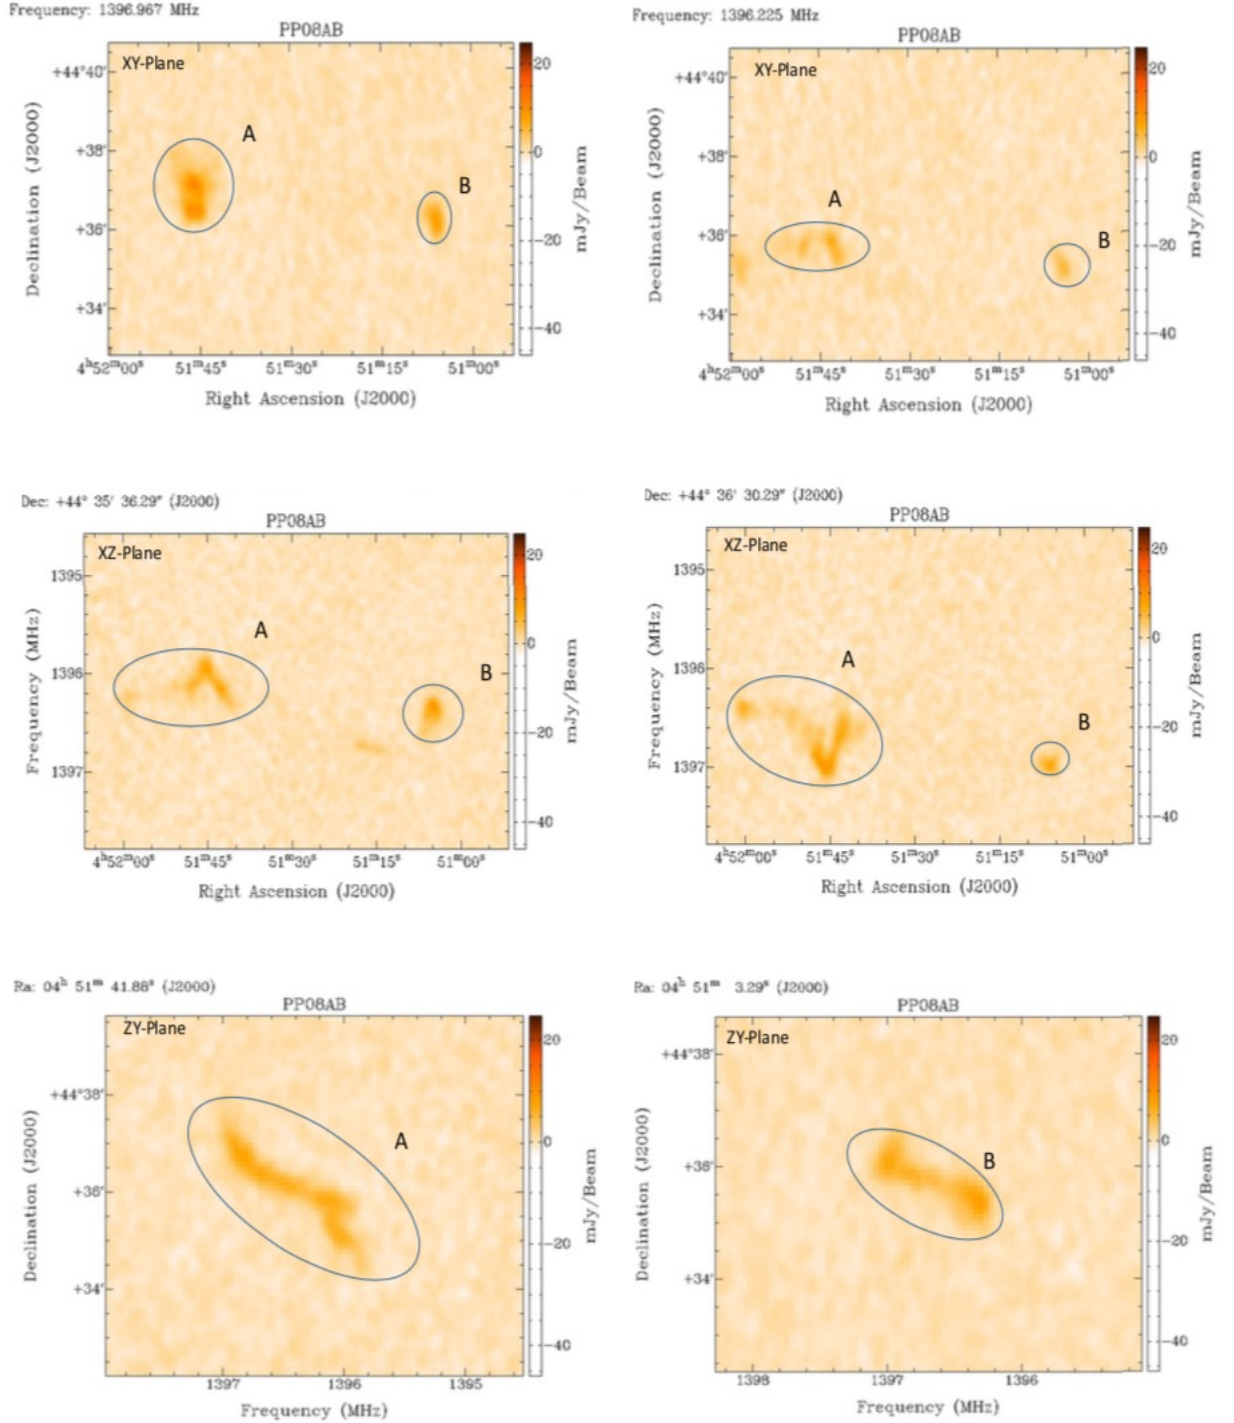 Frequency: 1396.967 MHz
PP08AB
XY-Plane
+44°40'
+38'
+36'
+34'
A
B
20
0
−20
−40
mJy/Beam
Declination (J2000)
4ʰ52ᵐ00ˢ 51ᵐ45ˢ 51ᵐ30ˢ 51ᵐ15ˢ 51ᵐ00ˢ
Right Ascension (J2000)
Frequency: 1396.225 MHz
PP08AB
XY-Plane
+44°40'
+38'
+36'
+34'
A
B
20
0
−20
−40
mJy/Beam
Declination (J2000)
4ʰ52ᵐ00ˢ 51ᵐ45ˢ 51ᵐ30ˢ 51ᵐ15ˢ 51ᵐ00ˢ
Right Ascension (J2000)
Dec: +44° 35' 36.29" (J2000)
PP08AB
XZ-Plane
1395
1396
1397
A
B
20
0
−20
−40
mJy/Beam
Frequency (MHz)
4ʰ52ᵐ00ˢ 51ᵐ45ˢ 51ᵐ30ˢ 51ᵐ15ˢ 51ᵐ00ˢ
Right Ascension (J2000)
Dec: +44° 36' 30.29" (J2000)
PP08AB
XZ-Plane
1395
1396
1397
A
B
20
0
−20
−40
mJy/Beam
Frequency (MHz)
4ʰ52ᵐ00ˢ 51ᵐ45ˢ 51ᵐ30ˢ 51ᵐ15ˢ 51ᵐ00ˢ
Right Ascension (J2000)
Ra: 04ʰ 51ᵐ 41.88ˢ (J2000)
PP08AB
ZY-Plane
+44°38'
+36'
+34'
A
20
0
−20
−40
mJy/Beam
Declination (J2000)
1397 1396 1395
Frequency (MHz)
Ra: 04ʰ 51ᵐ 3.29ˢ (J2000)
PP08AB
ZY-Plane
+44°38'
+36'
+34'
B
20
0
−20
−40
mJy/Beam
Declination (J2000)
1398 1397 1396
Frequency (MHz)